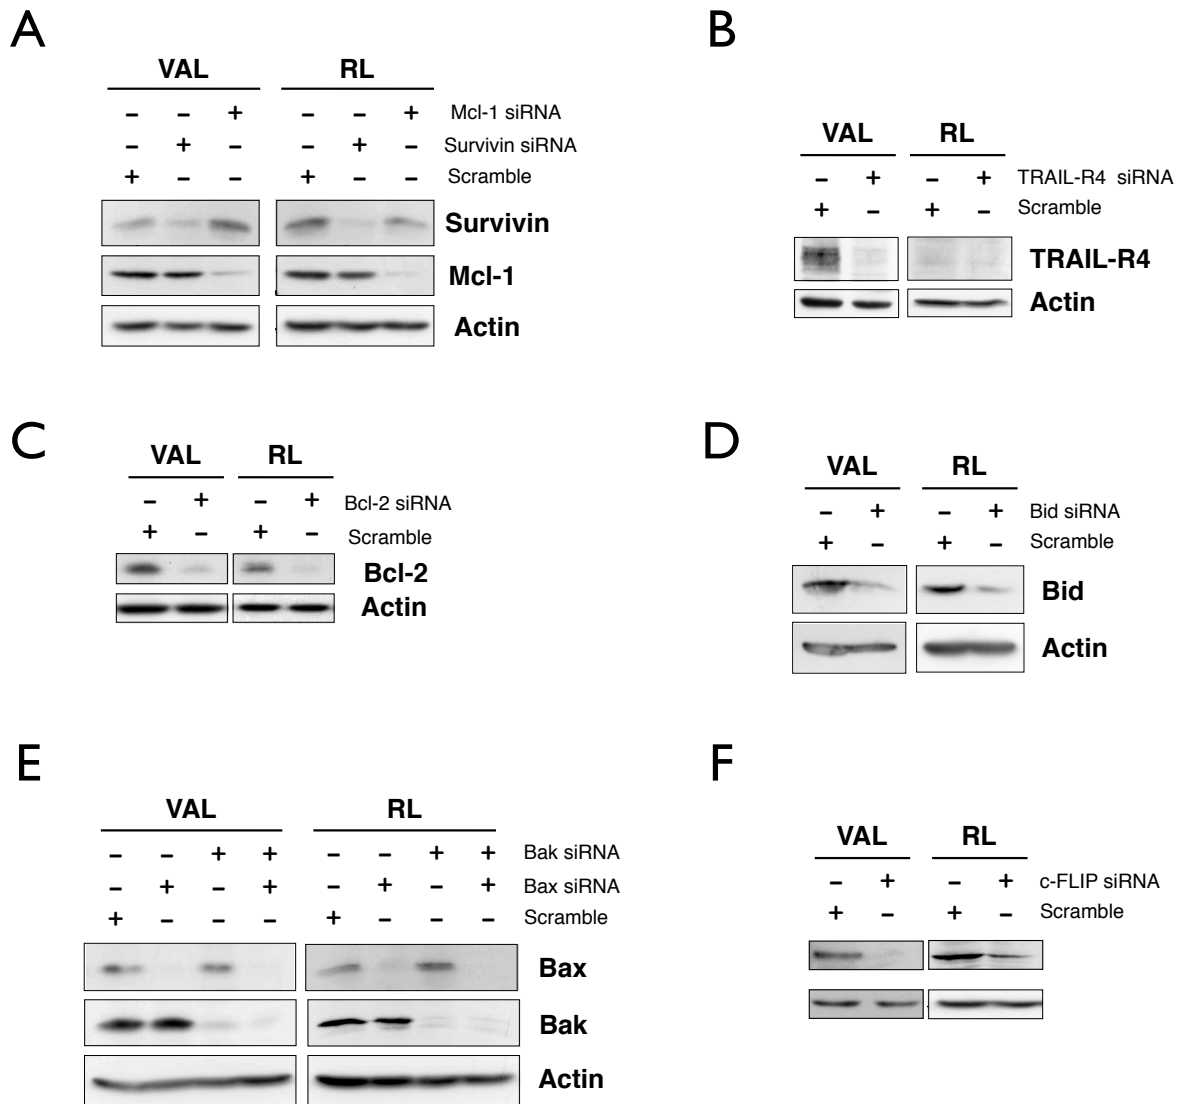 A
VAL RL
– – + – – + Mcl-1 siRNA
– + – – + – Survivin siRNA
+ – – + – – Scramble
Survivin
Mcl-1
Actin
B
VAL RL
– + – + TRAIL-R4 siRNA
+ – + – Scramble
TRAIL-R4
Actin
C
VAL RL
– + – + Bcl-2 siRNA
+ – + – Scramble
Bcl-2
Actin
D
VAL RL
– + – + Bid siRNA
+ – + – Scramble
Bid
Actin
E
VAL RL
– – + + – – + + Bak siRNA
– + – + – + – + Bax siRNA
+ – – – + – – – Scramble
Bax
Bak
Actin
F
VAL RL
– + – + c-FLIP siRNA
+ – + – Scramble